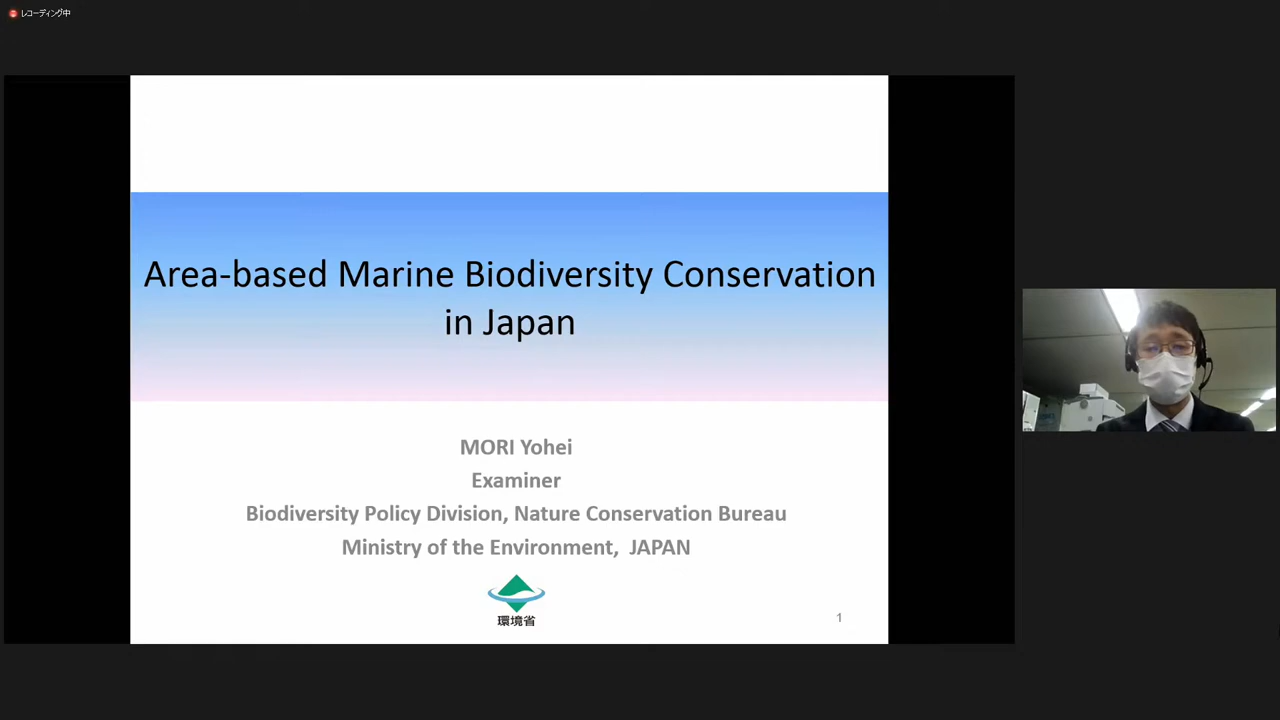 レコーディング中
Area-based Marine Biodiversity Conservation
in Japan
MORI Yohei
Examiner
Biodiversity Policy Division, Nature Conservation Bureau
Ministry of the Environment, JAPAN
環境省
1